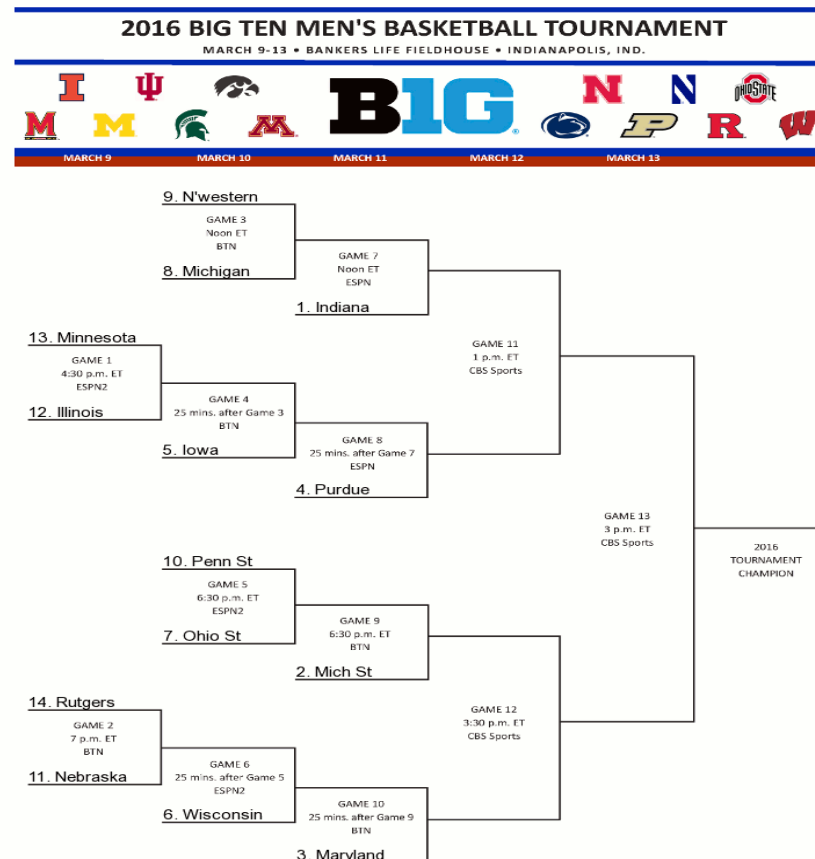 2016 BIG TEN MEN'S BASKETBALL TOURNAMENT
MARCH 9-13 • BANKERS LIFE FIELDHOUSE • INDIANAPOLIS, IND.
B1G
OHIO STATE
MARCH 9 MARCH 10 MARCH 11 MARCH 12 MARCH 13
9. N'western
GAME 3
Noon ET
BTN
8. Michigan
GAME 7
Noon ET
ESPN
1. Indiana
13. Minnesota
GAME 1
4:30 p.m. ET
ESPN2
12. Illinois
GAME 4
25 mins. after Game 3
BTN
5. Iowa
GAME 8
25 mins. after Game 7
ESPN
4. Purdue
GAME 11
1 p.m. ET
CBS Sports
10. Penn St
GAME 5
6:30 p.m. ET
ESPN2
7. Ohio St
GAME 9
6:30 p.m. ET
BTN
2. Mich St
14. Rutgers
GAME 2
7 p.m. ET
BTN
11. Nebraska
GAME 6
25 mins. after Game 5
ESPN2
6. Wisconsin
GAME 10
25 mins. after Game 9
BTN
3. Maryland
GAME 12
3:30 p.m. ET
CBS Sports
GAME 13
3 p.m. ET
CBS Sports
2016
TOURNAMENT
CHAMPION